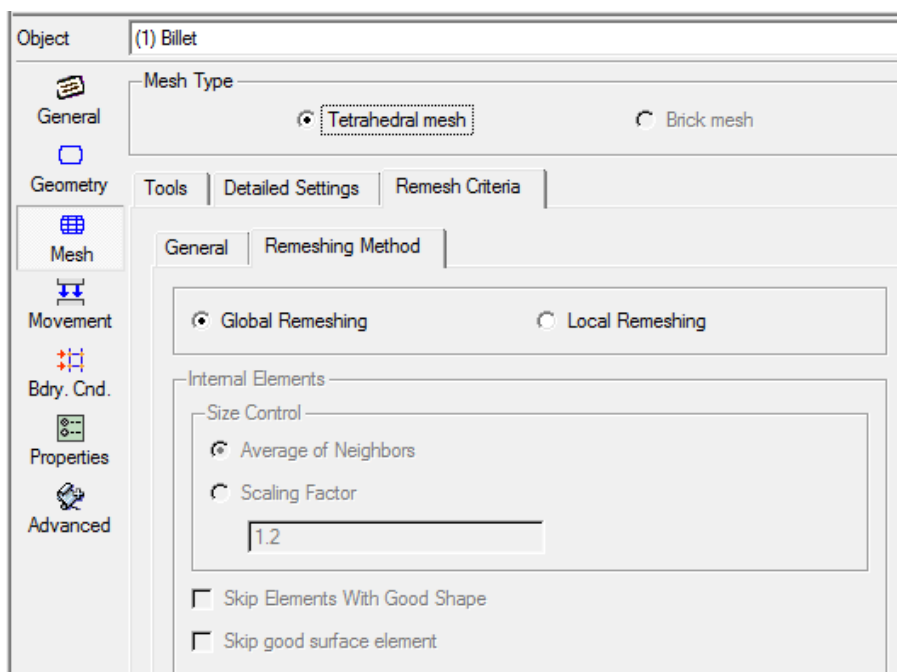 Object (1) Billet
General
Geometry
Mesh
Movement
Bdry. Cnd.
Properties
Advanced
Mesh Type
Tetrahedral mesh Brick mesh
Tools Detailed Settings Remesh Criteria
General Remeshing Method
Global Remeshing Local Remeshing
Internal Elements
Size Control
Average of Neighbors
Scaling Factor
1.2
Skip Elements With Good Shape
Skip good surface element